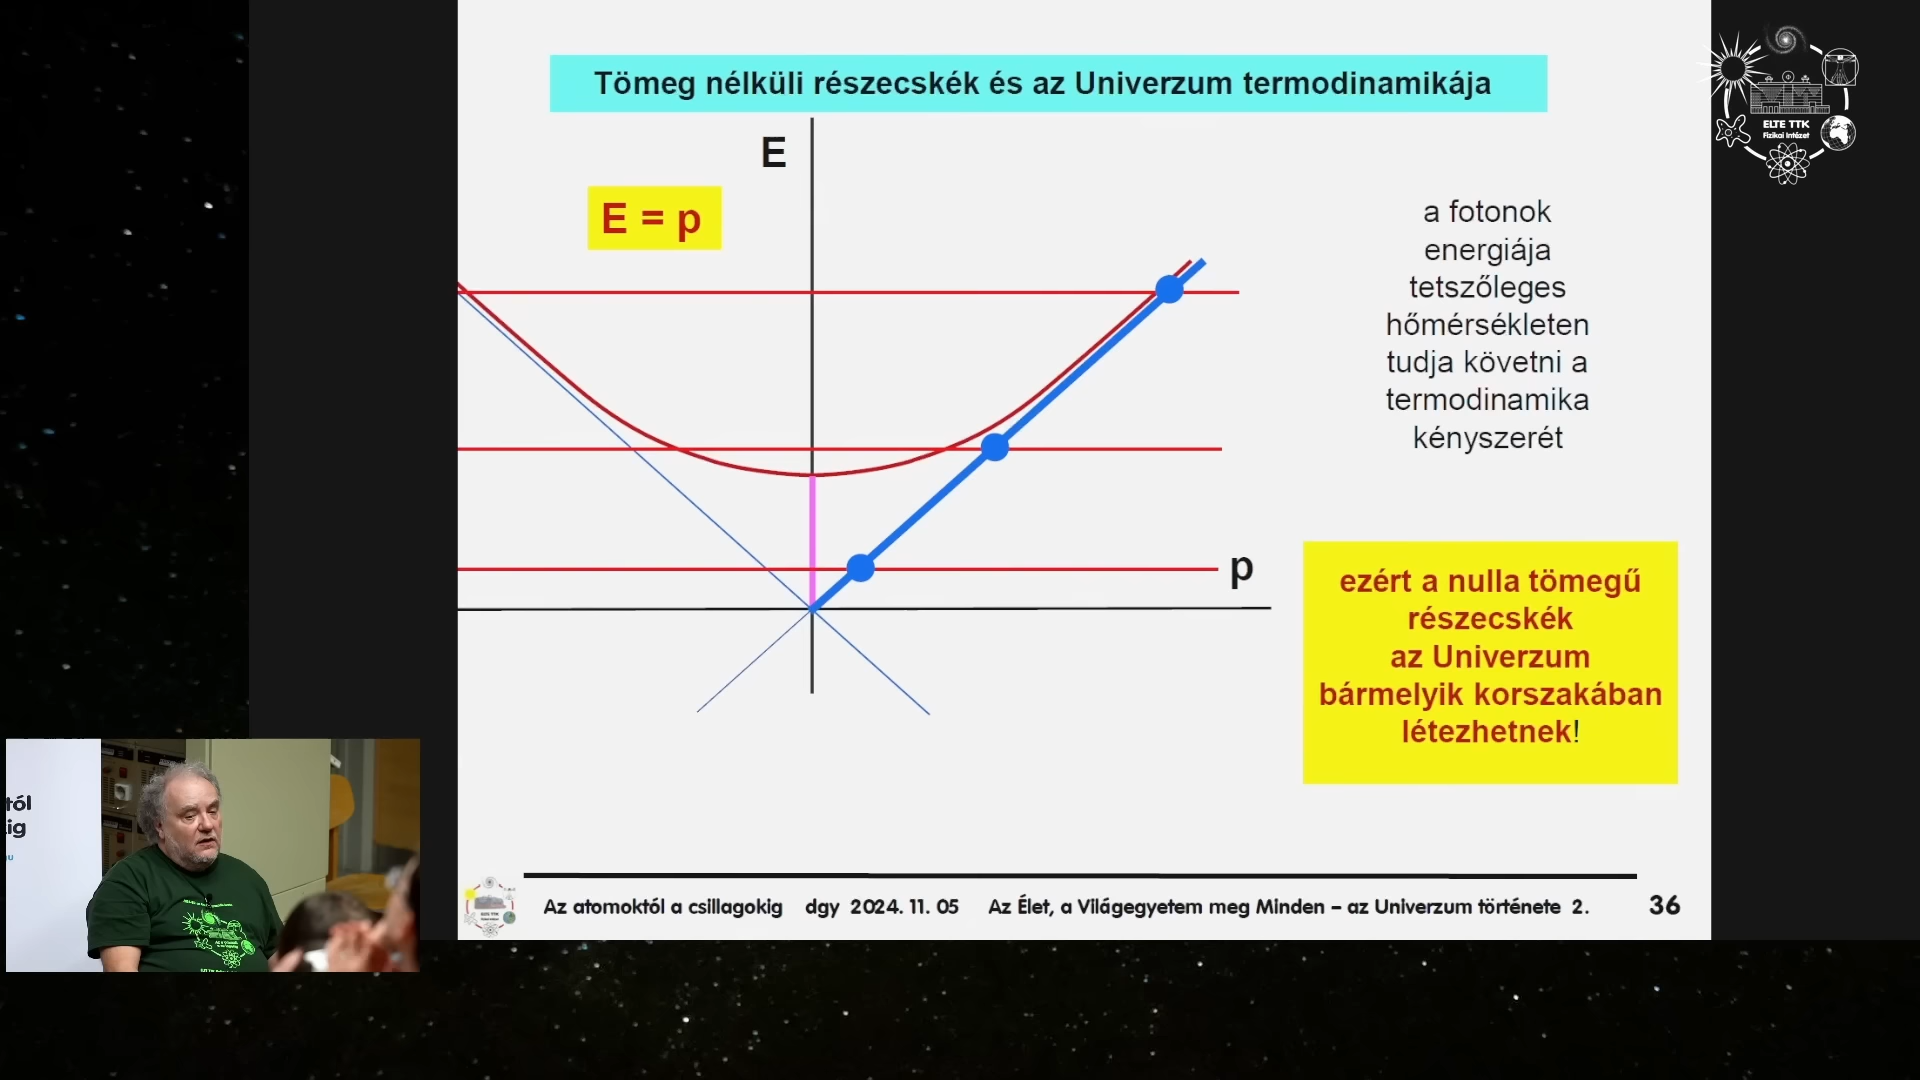 Tömeg nélküli részecskék és az Univerzum termodinamikája
E
E = p
a fotonok
energiája
tetszőleges
hőmérsékleten
tudja követni a
termodinamika
kényszerét
p
ezért a nulla tömegű
részecskék
az Univerzum
bármelyik korszakában
létezhetnek!
Az atomoktól a csillagokig dgy 2024. 11. 05 Az Élet, a Világegyetem meg Minden – az Univerzum története 2. 36
ELTE TTK
Fizikai Intézet
tól
ig